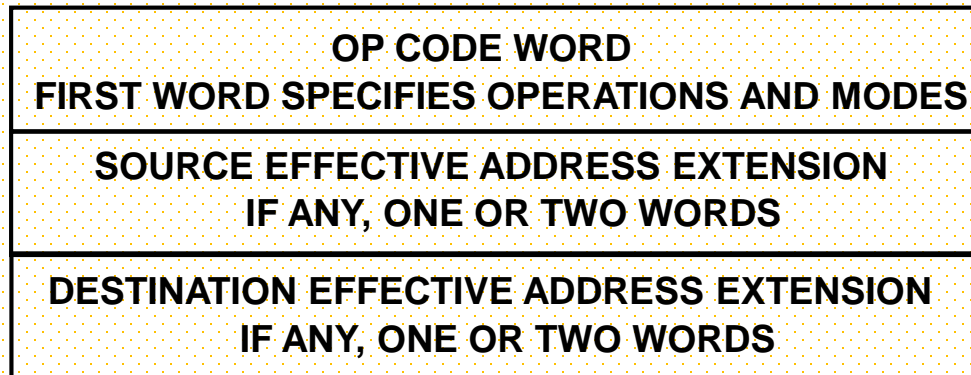 OP CODE WORD
FIRST WORD SPECIFIES OPERATIONS AND MODES
SOURCE EFFECTIVE ADDRESS EXTENSION
IF ANY, ONE OR TWO WORDS
DESTINATION EFFECTIVE ADDRESS EXTENSION
IF ANY, ONE OR TWO WORDS